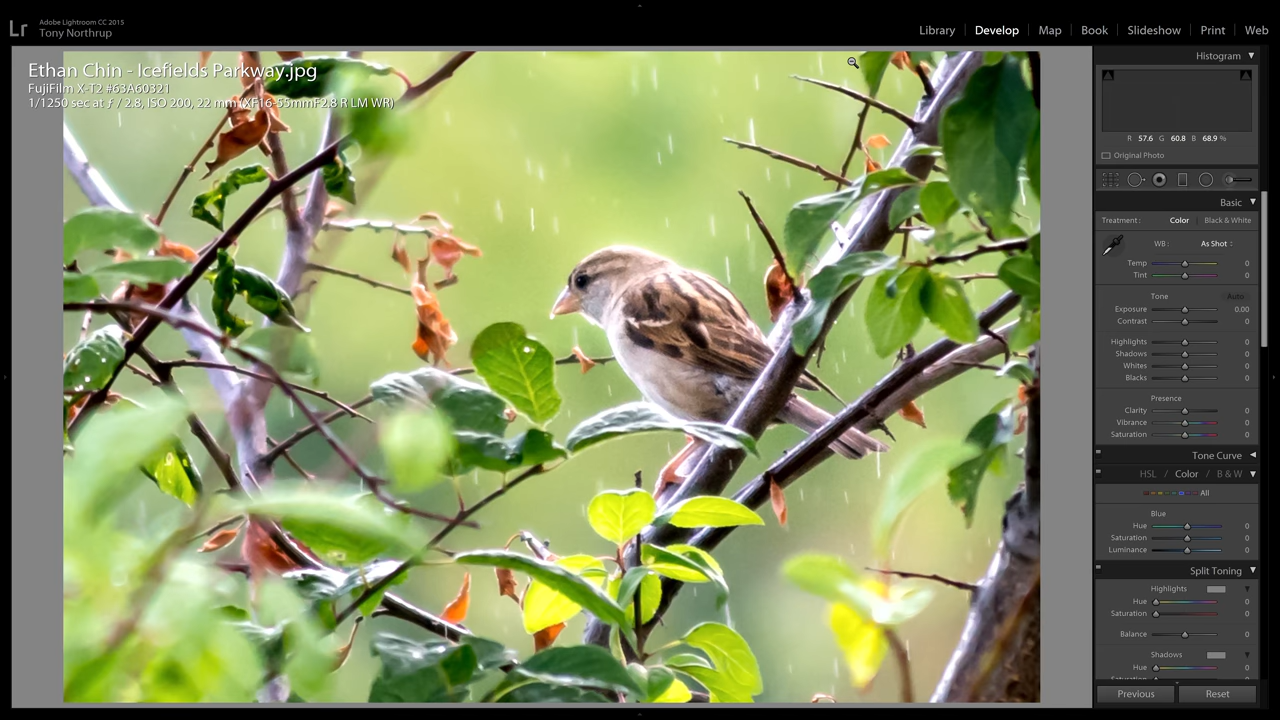 Lr
Adobe Lightroom CC 2015
Tony Northrup
Library | Develop | Map | Book | Slideshow | Print | Web
Ethan Chin - Icefields Parkway.jpg
FujiFilm X-T2 #63A60321
1/1250 sec at ƒ / 2.8, ISO 200, 22 mm (XF16-55mmF2.8 R LM WR)
Histogram
R 57.6 G 60.8 B 68.9 %
Original Photo
Basic
Treatment: Color | Black & White
WB: As Shot
Temp 0
Tint 0
Tone Auto
Exposure 0.00
Contrast 0
Highlights 0
Shadows 0
Whites 0
Blacks 0
Presence
Clarity 0
Vibrance 0
Saturation 0
Tone Curve
HSL / Color / B & W
All
Blue
Hue 0
Saturation 0
Luminance 0
Split Toning
Highlights
Hue 0
Saturation 0
Balance 0
Shadows
Hue 0
Previous Reset